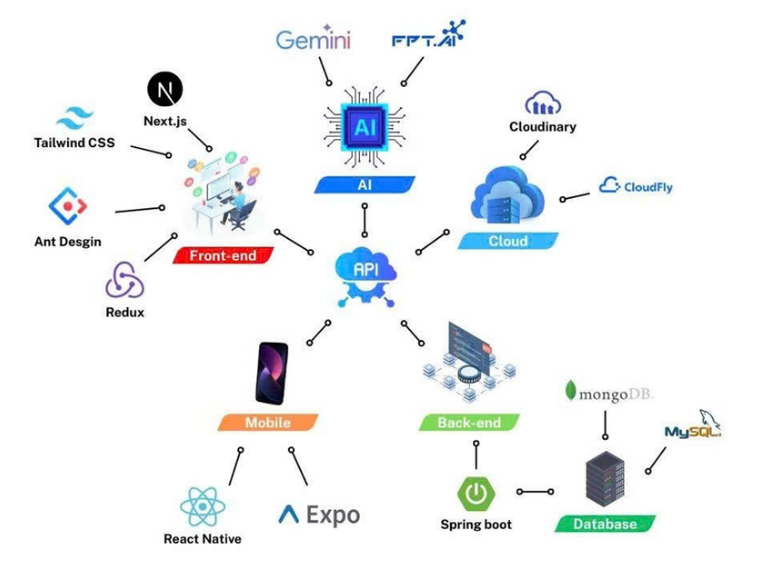 Gemini
FPT.AI
Next.js
Tailwind CSS
AI
Cloudinary
CloudFly
AI
Ant Desgin
Front-end
Cloud
API
Redux
Mobile
Back-end
mongoDB.
MySQL.
React Native
Expo
Spring boot
Database